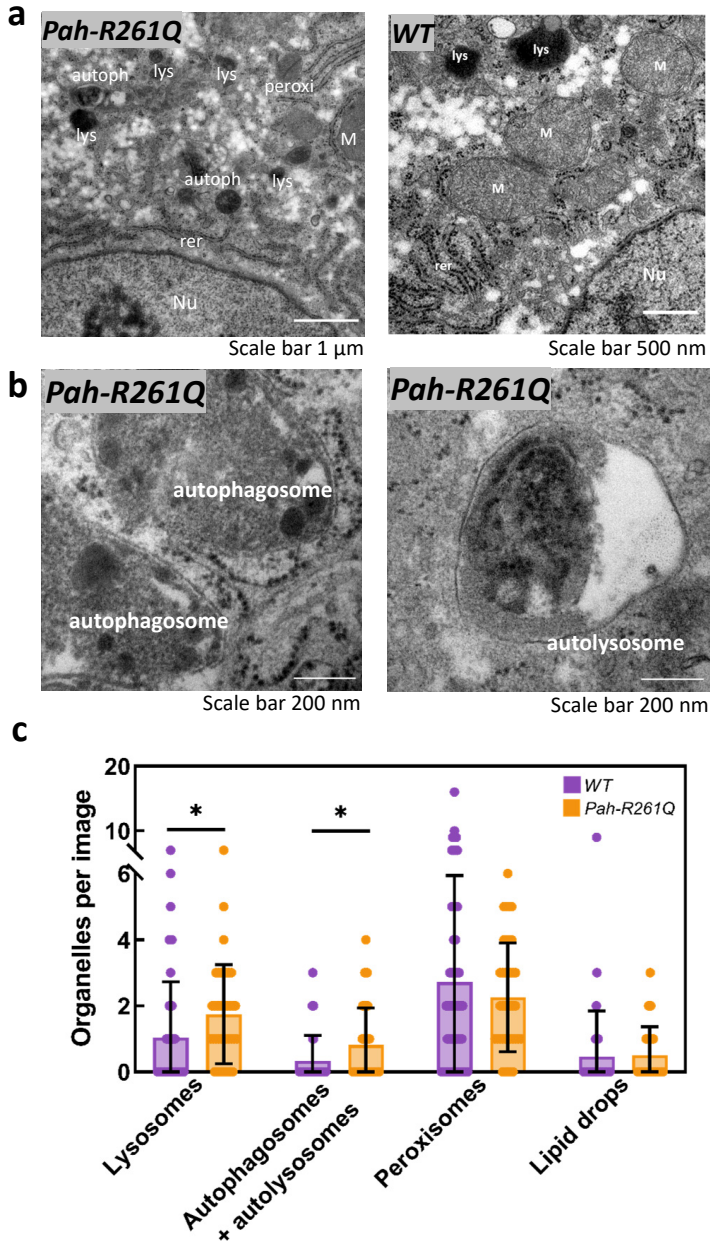 a
Pah-R261Q
autoph
lys
lys
peroxi
lys
M
autoph
lys
rer
Nu
Scale bar 1 µm
WT
lys
lys
M
M
M
rer
Nu
Scale bar 500 nm
b
Pah-R261Q
autophagosome
autophagosome
Scale bar 200 nm
Pah-R261Q
autolysosome
Scale bar 200 nm
c
Organelles per image
20
10
6
4
2
0
*
*
WT
Pah-R261Q
Lysosomes
Autophagosomes
+ autolysosomes
Peroxisomes
Lipid drops